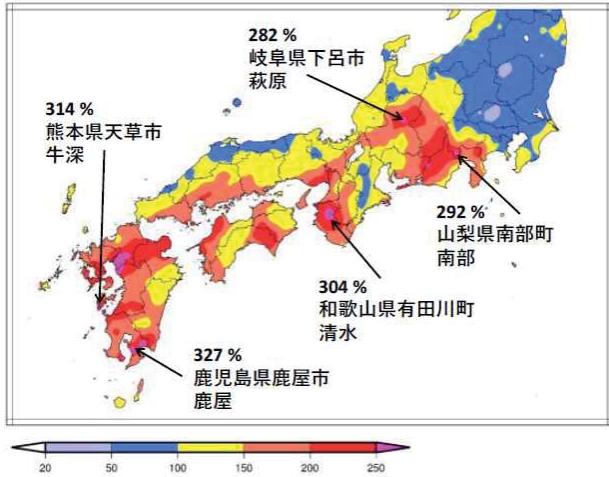 282 %
岐阜県下呂市
萩原
314 %
熊本県天草市
牛深
292 %
山梨県南部町
南部
304 %
和歌山県有田川町
清水
327 %
鹿児島県鹿屋市
鹿屋
20 50 100 150 200 250